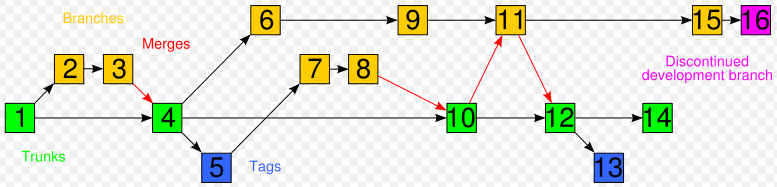 Branches
6
9
11
15
16
Merges
2
3
7
8
Discontinued
development branch
1
4
10
12
14
Trunks
5
Tags
13